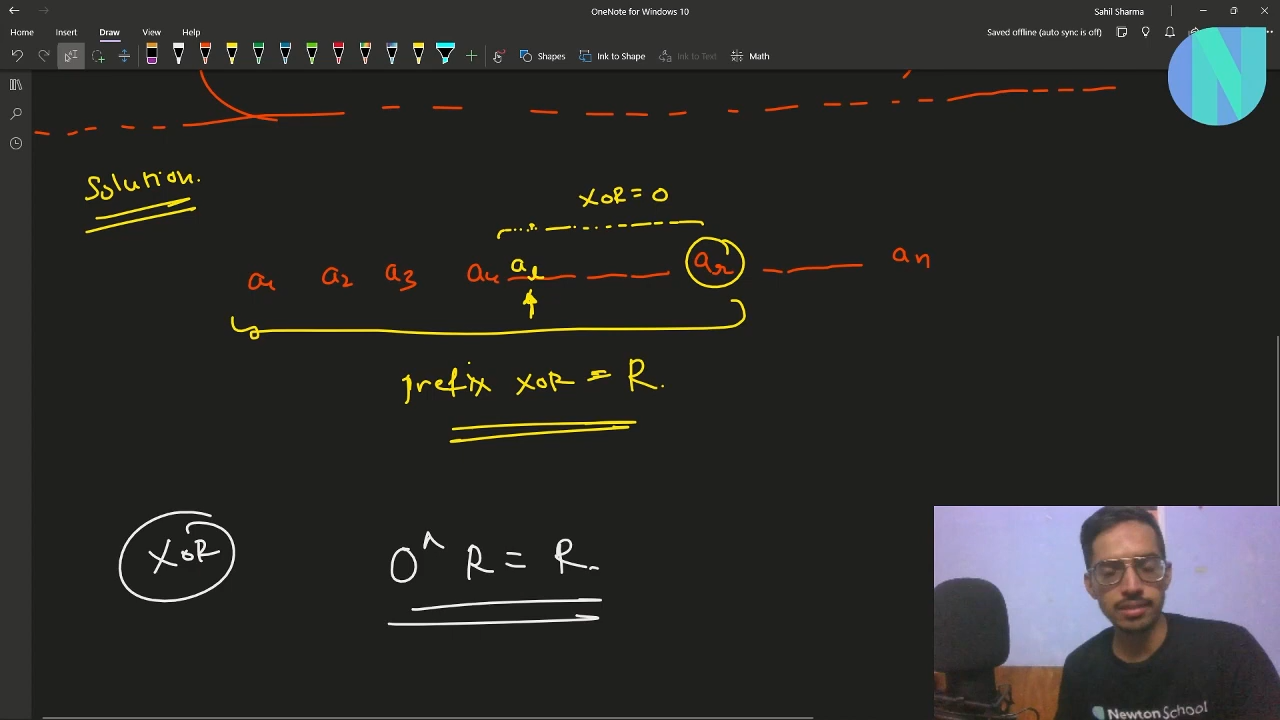 OneNote for Windows 10
Sahil Sharma
Home Insert Draw View Help
Saved offline (auto sync is off)
Shapes Ink to Shape Ink to Text Math
Solution.
XOR = 0
a1 a2 a3 a4 al ar an
prefix XOR = R.
XOR
0^ R = R
Newton School